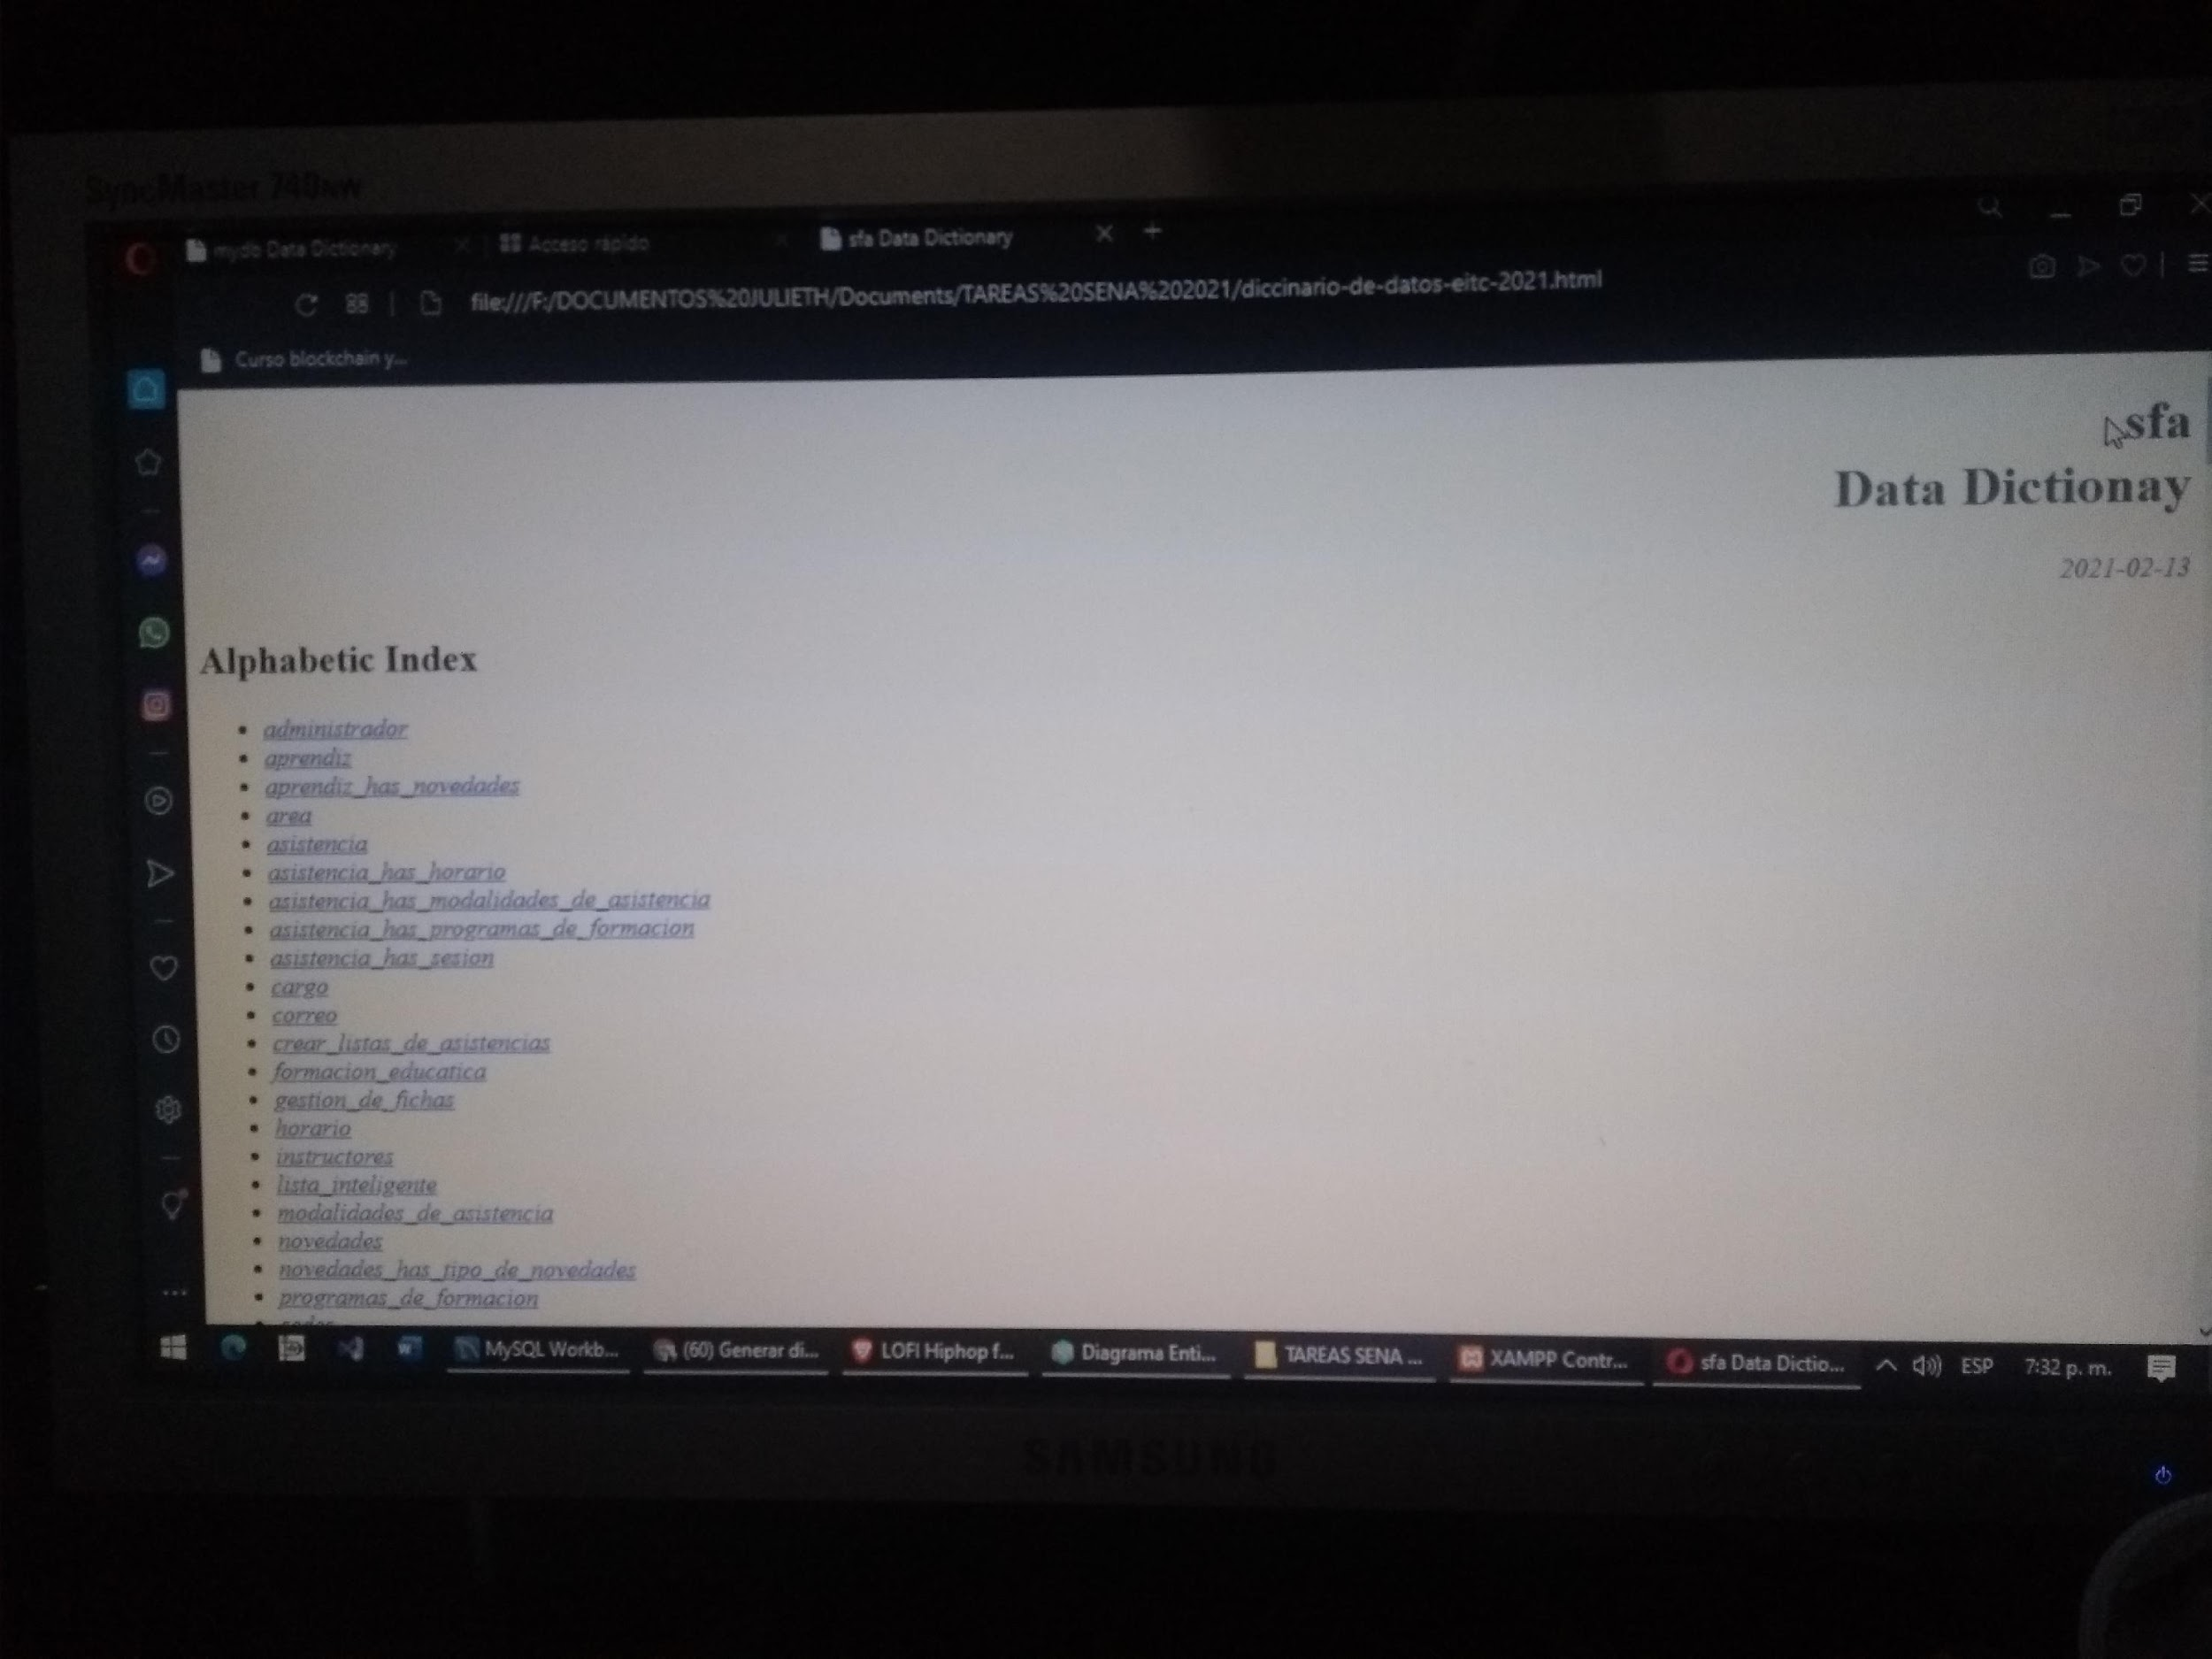 SyncMaster 740NW
mydb Data Dictionary
Acceso rápido
sfa Data Dictionary
file:///F:/DOCUMENTOS%20JULIETH/Documents/TAREAS%20SENA%202021/diccinario-de-datos-eitc-2021.html
Curso blockchain y...
sfa
Data Dictionay
2021-02-13
Alphabetic Index
administrador
aprendiz
aprendiz_has_novedades
area
asistencia
asistencia_has_horario
asistencia_has_modalidades_de_asistencia
asistencia_has_programas_de_formacion
asistencia_has_sesion
cargo
correo
crear_listas_de_asistencias
formacion_educatica
gestion_de_fichas
horario
instructores
lista_inteligente
modalidades_de_asistencia
novedades
novedades_has_tipo_de_novedades
programas_de_formacion
MySQL Workb... (60) Generar di... LOFI Hiphop f... Diagrama Enti... TAREAS SENA ... XAMPP Contr... sfa Data Dictio... ESP 7:32 p. m.
SAMSUNG